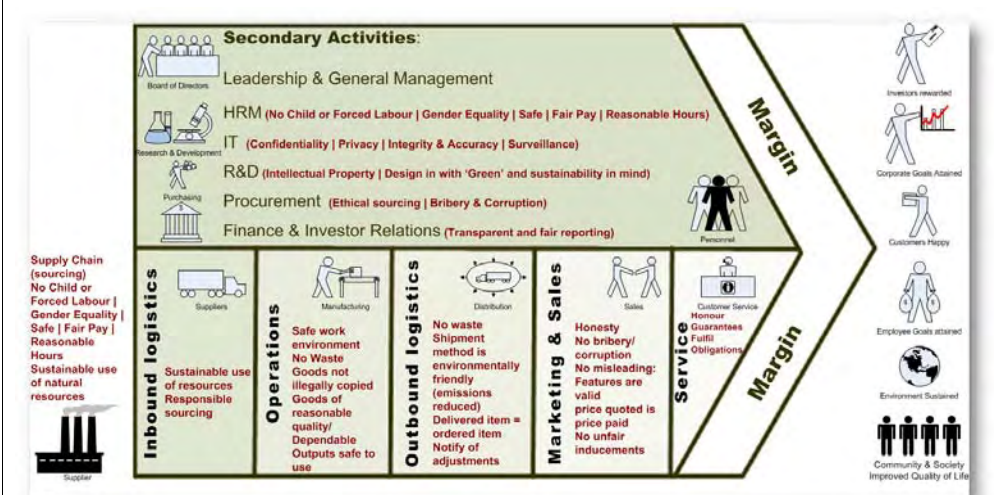 Secondary Activities:
Board of Directors
Leadership & General Management
HRM (No Child or Forced Labour | Gender Equality | Safe | Fair Pay | Reasonable Hours)
Research & Development
IT (Confidentiality | Privacy | Integrity & Accuracy | Surveillance)
R&D (Intellectual Property | Design in with 'Green' and sustainability in mind)
Purchasing
Procurement (Ethical sourcing | Bribery & Corruption)
Finance & Investor Relations (Transparent and fair reporting)
Personnel
Margin
Margin
Supply Chain
(sourcing)
No Child or
Forced Labour |
Gender Equality |
Safe | Fair Pay |
Reasonable
Hours
Sustainable use
of natural
resources
Supplier
Inbound logistics
Suppliers
Sustainable use
of resources
Responsible
sourcing
Operations
Manufacturing
Safe work
environment
No Waste
Goods not
illegally copied
Goods of
reasonable
quality/
Dependable
Outputs safe to
use
Outbound logistics
Distribution
No waste
Shipment
method is
environmentally
friendly
(emissions
reduced)
Delivered item =
ordered item
Notify of
adjustments
Marketing & Sales
Sales
Honesty
No bribery/
corruption
No misleading:
Features are
valid
price quoted is
price paid
No unfair
inducements
Service
Customer Service
Honour
Guarantees
Fulfil
Obligations
Investors rewarded
Corporate Goals Attained
Customers Happy
Employee Goals attained
Environment Sustained
Community & Society
Improved Quality of Life